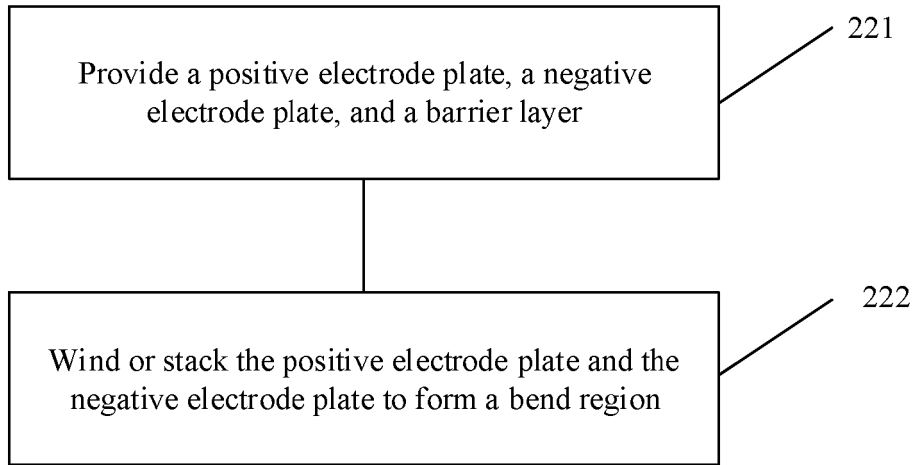 221
Provide a positive electrode plate, a negative
electrode plate, and a barrier layer
222
Wind or stack the positive electrode plate and the
negative electrode plate to form a bend region